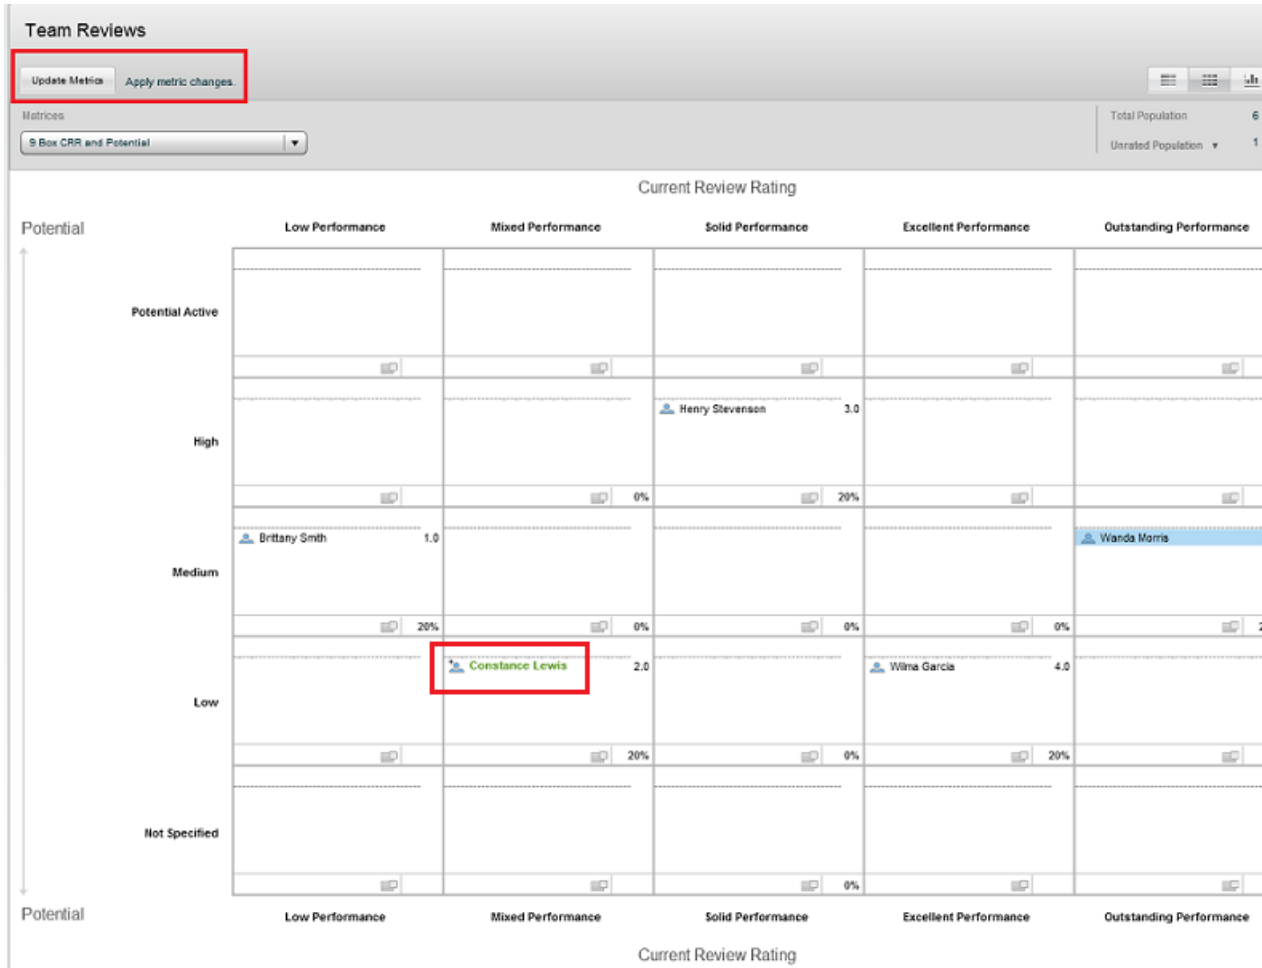 Team Reviews
Update Metrics Apply metric changes.
Matrices
9 Box CRR and Potential
Total Population 6
Unrated Population 1
Current Review Rating
Potential
Low Performance Mixed Performance Solid Performance Excellent Performance Outstanding Performance
Potential Active
Henry Stevenson 3.0
High
0% 20%
Brittany Smith 1.0 Wanda Morris
Medium
20% 0% 0% 0% 2
Constance Lewis 2.0 Wilma Garcia 4.0
Low
20% 0% 20%
Not Specified
0%
Potential
Low Performance Mixed Performance Solid Performance Excellent Performance Outstanding Performance
Current Review Rating